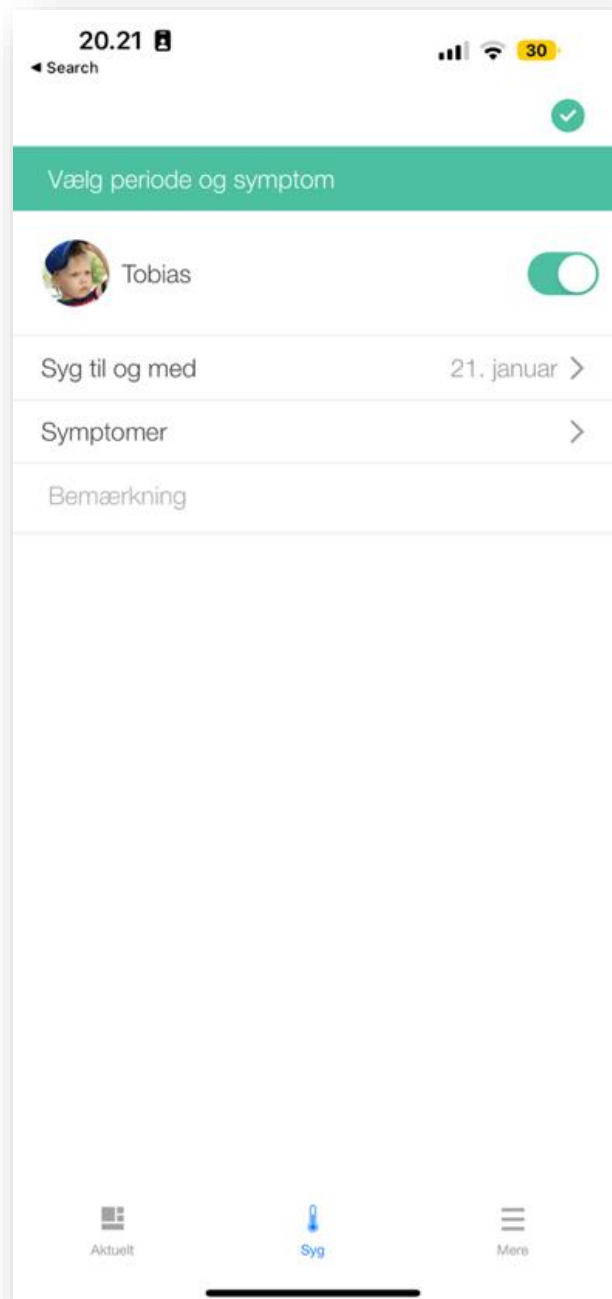 20.21
◀ Search
30
Vælg periode og symptom
Tobias
Syg til og med 21. januar
Symptomer
Bemærkning
Aktuelt Syg Mere